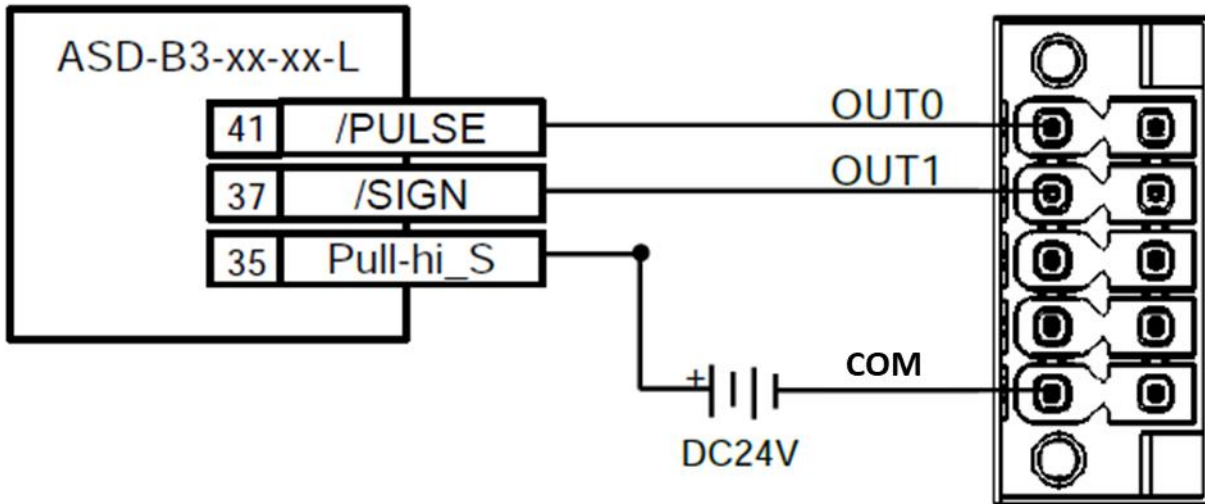 ASD-B3-xx-xx-L
41 /PULSE
OUT0
37 /SIGN
OUT1
35 Pull-hi_S
COM
+
DC24V